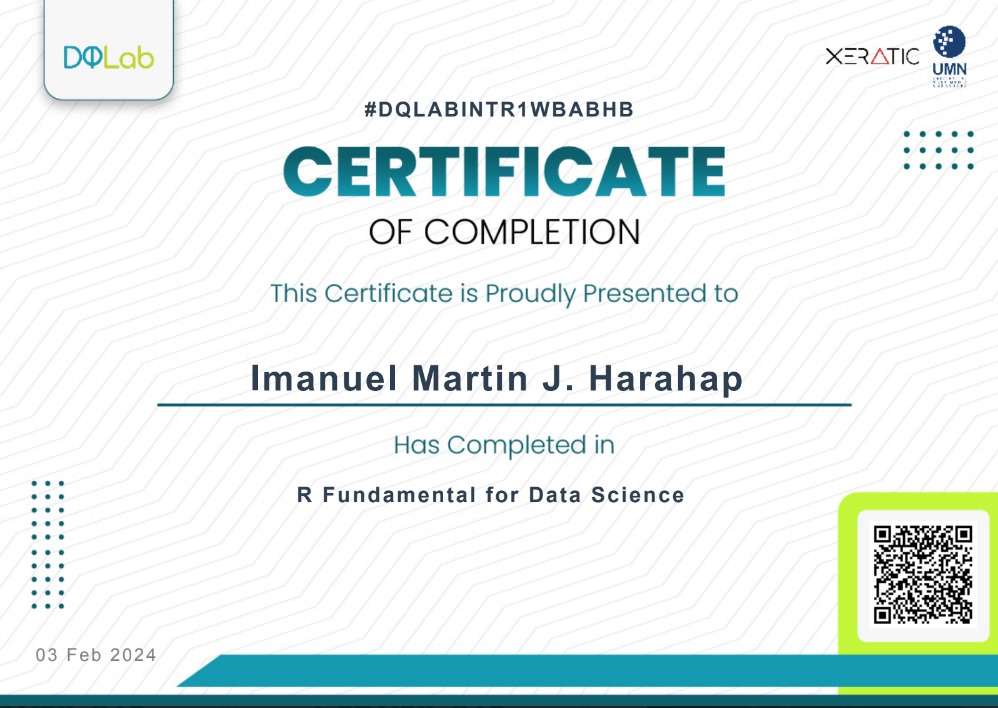 DQLab
XERATIC
UMN
#DQLABINTR1WBABHB
CERTIFICATE
OF COMPLETION
This Certificate is Proudly Presented to
Imanuel Martin J. Harahap
Has Completed in
R Fundamental for Data Science
03 Feb 2024